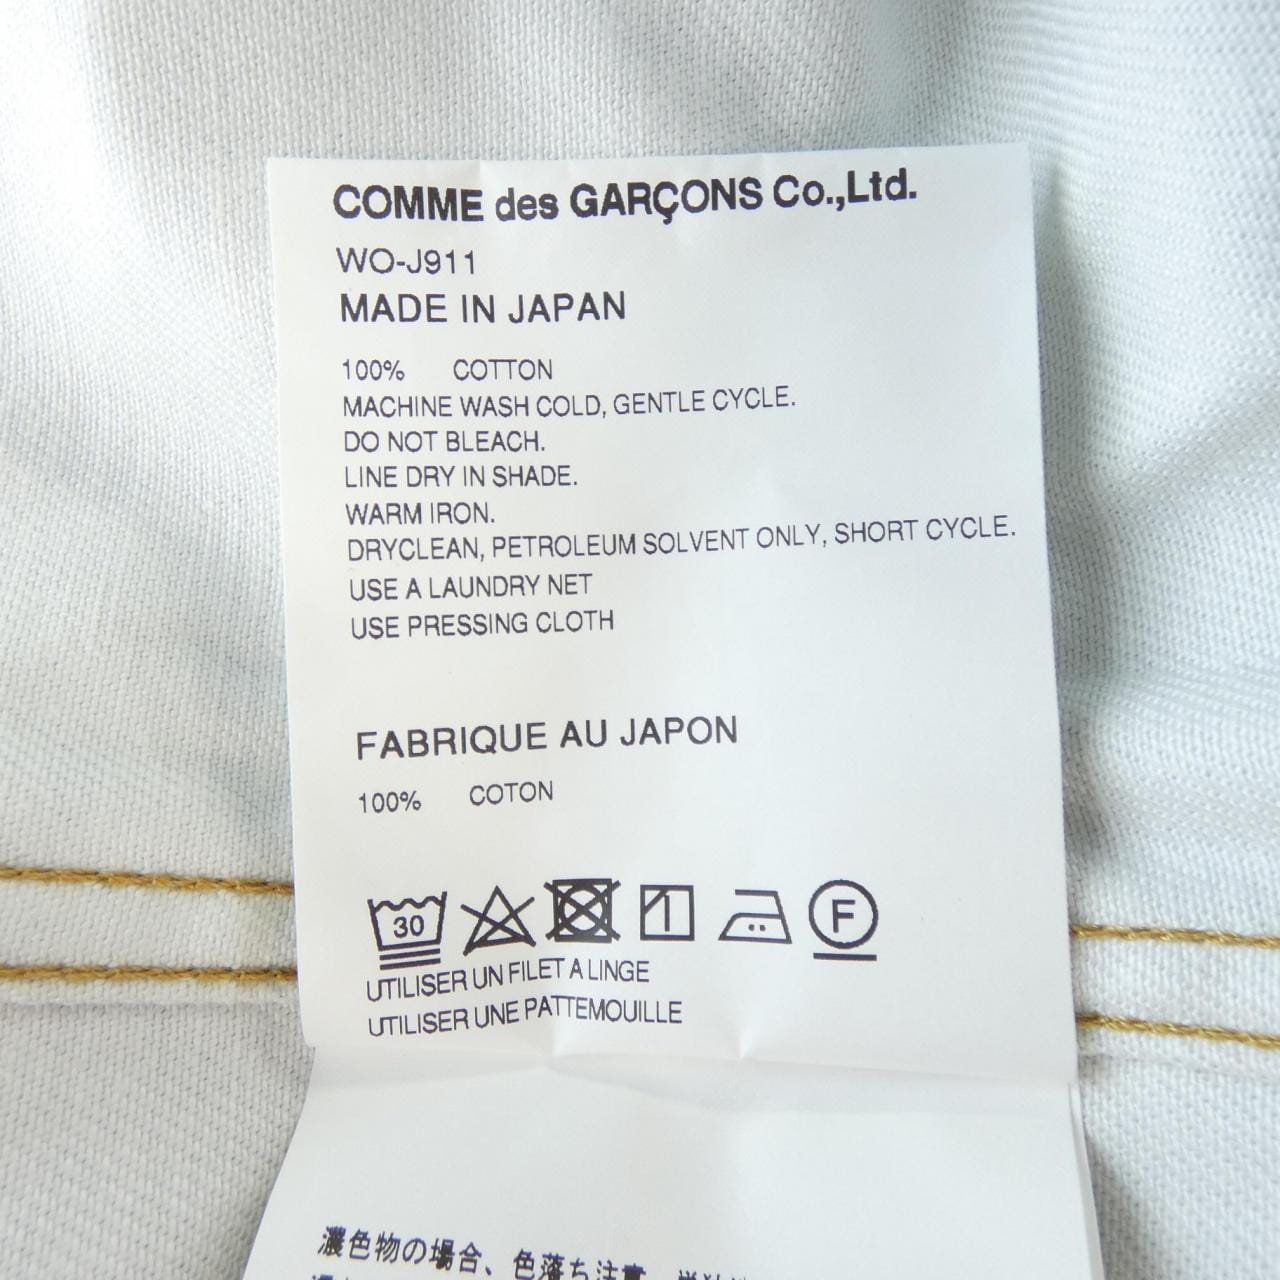 COMME des GARÇONS Co.,Ltd.
WO-J911
MADE IN JAPAN
100% COTTON
MACHINE WASH COLD, GENTLE CYCLE.
DO NOT BLEACH.
LINE DRY IN SHADE.
WARM IRON.
DRYCLEAN, PETROLEUM SOLVENT ONLY, SHORT CYCLE.
USE A LAUNDRY NET
USE PRESSING CLOTH
FABRIQUE AU JAPON
100% COTON
30 F
UTILISER UN FILET A LINGE
UTILISER UNE PATTEMOUILLE
濃色物の場合、色落ち注意